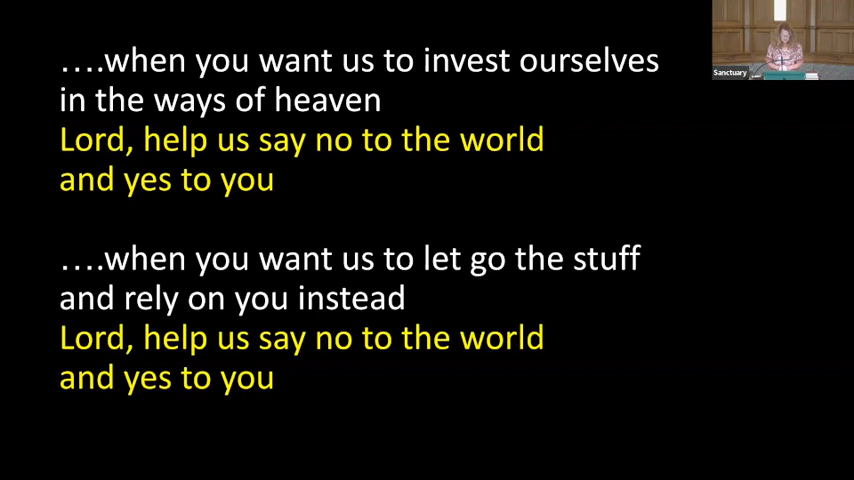 ....when you want us to invest ourselves
in the ways of heaven
Lord, help us say no to the world
and yes to you
....when you want us to let go the stuff
and rely on you instead
Lord, help us say no to the world
and yes to you
Sanctuary